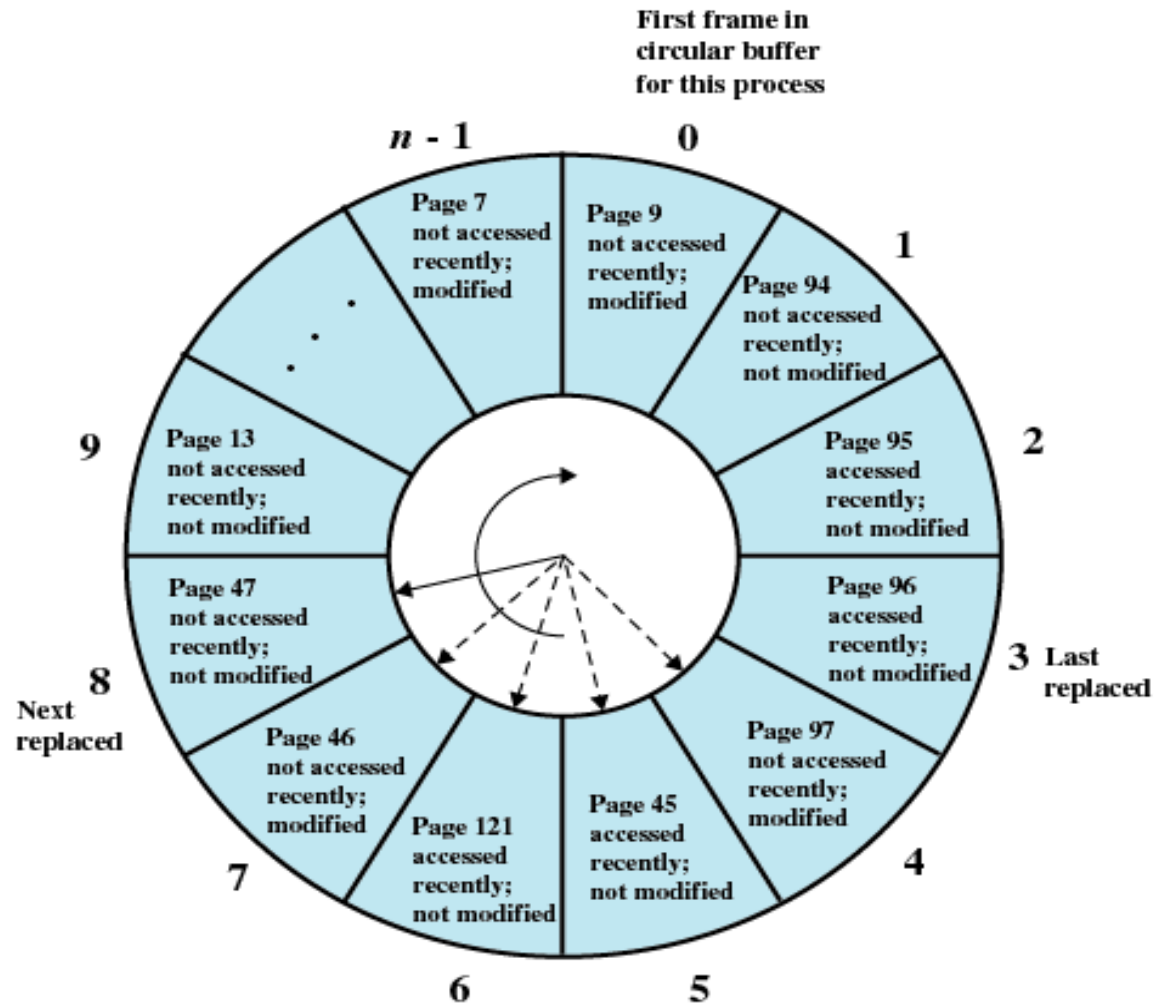 First frame in
circular buffer
for this process
n - 1
0
Page 7
not accessed
recently;
modified
Page 9
not accessed
recently;
modified
1
Page 94
not accessed
recently;
not modified
2
Page 95
accessed
recently;
not modified
3
Last
replaced
Page 96
accessed
recently;
not modified
4
Page 97
not accessed
recently;
modified
5
Page 45
accessed
recently;
not modified
6
Page 121
accessed
recently;
not modified
7
Page 46
not accessed
recently;
modified
8
Next
replaced
Page 47
not accessed
recently;
not modified
9
Page 13
not accessed
recently;
not modified